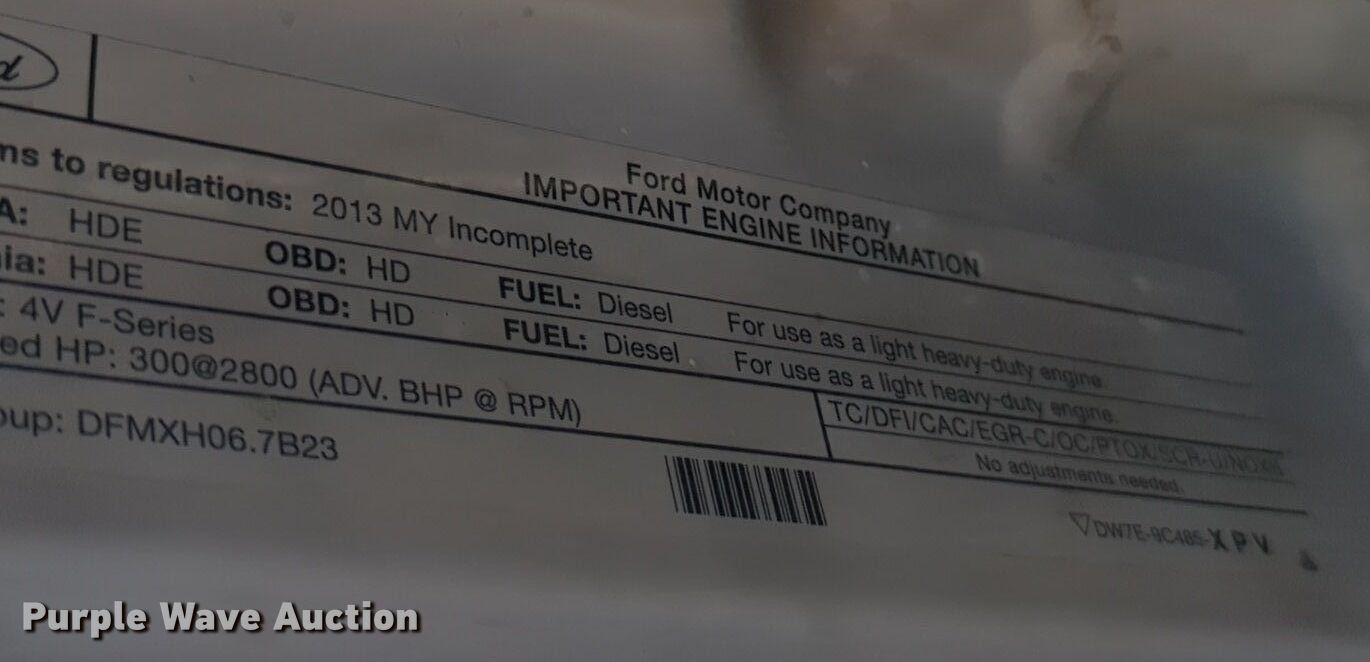 d
Ford Motor Company
IMPORTANT ENGINE INFORMATION
ms to regulations: 2013 MY Incomplete
A: HDE OBD: HD FUEL: Diesel For use as a light heavy-duty engine.
nia: HDE OBD: HD FUEL: Diesel For use as a light heavy-duty engine.
: 4V F-Series TC/DFI/CAC/EGR-C/OC/PTOX/SCR-U/NOXS
ed HP: 300@2800 (ADV. BHP @ RPM) No adjustments needed.
oup: DFMXH06.7B23
DW7E-9C485-XPV
Purple Wave Auction